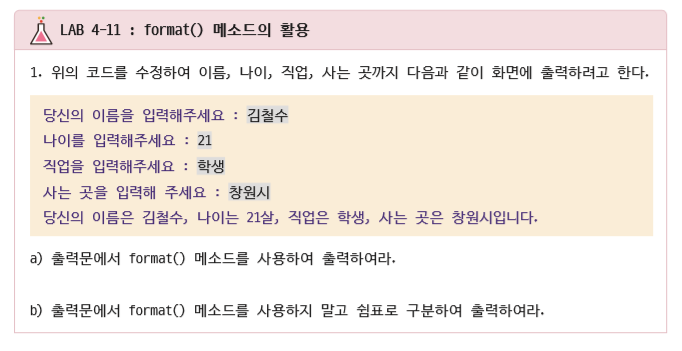 LAB 4-11 : format() 메소드의 활용
1. 위의 코드를 수정하여 이름, 나이, 직업, 사는 곳까지 다음과 같이 화면에 출력하려고 한다.
당신의 이름을 입력해주세요 : 김철수
나이를 입력해주세요 : 21
직업을 입력해주세요 : 학생
사는 곳을 입력해 주세요 : 창원시
당신의 이름은 김철수, 나이는 21살, 직업은 학생, 사는 곳은 창원시입니다.
a) 출력문에서 format() 메소드를 사용하여 출력하여라.
b) 출력문에서 format() 메소드를 사용하지 말고 쉼표로 구분하여 출력하여라.